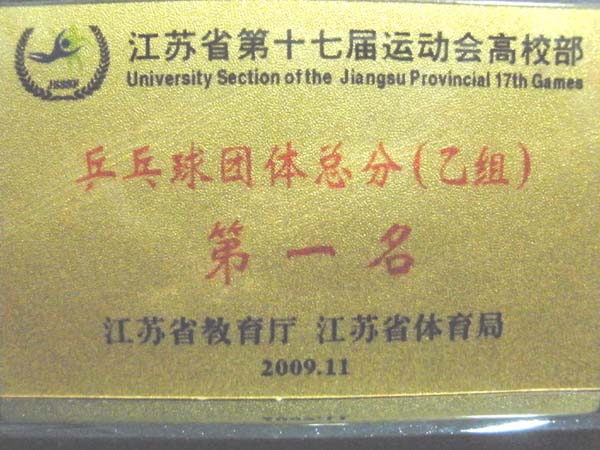 江苏省第十七届运动会高校部
University Section of the Jiangsu Provincial 17th Games
乒乓球团体总分(乙组)
第一名
江苏省教育厅 江苏省体育局
2009.11